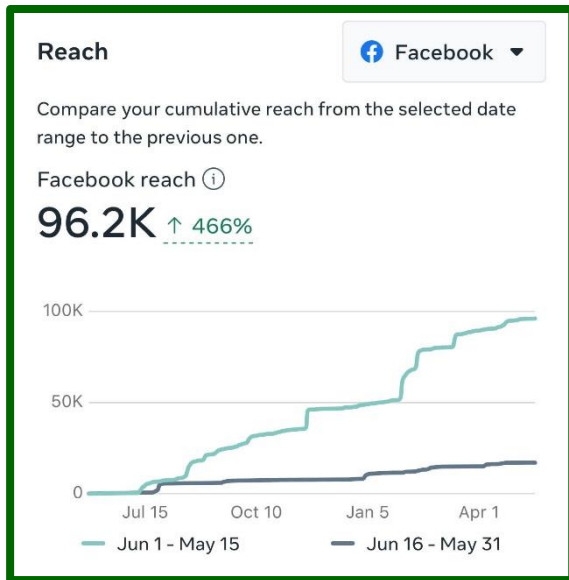 Reach
Facebook
Compare your cumulative reach from the selected date
range to the previous one.
Facebook reach
96.2K ↑ 466%
100K
50K
0
Jul 15 Oct 10 Jan 5 Apr 1
Jun 1 - May 15 Jun 16 - May 31